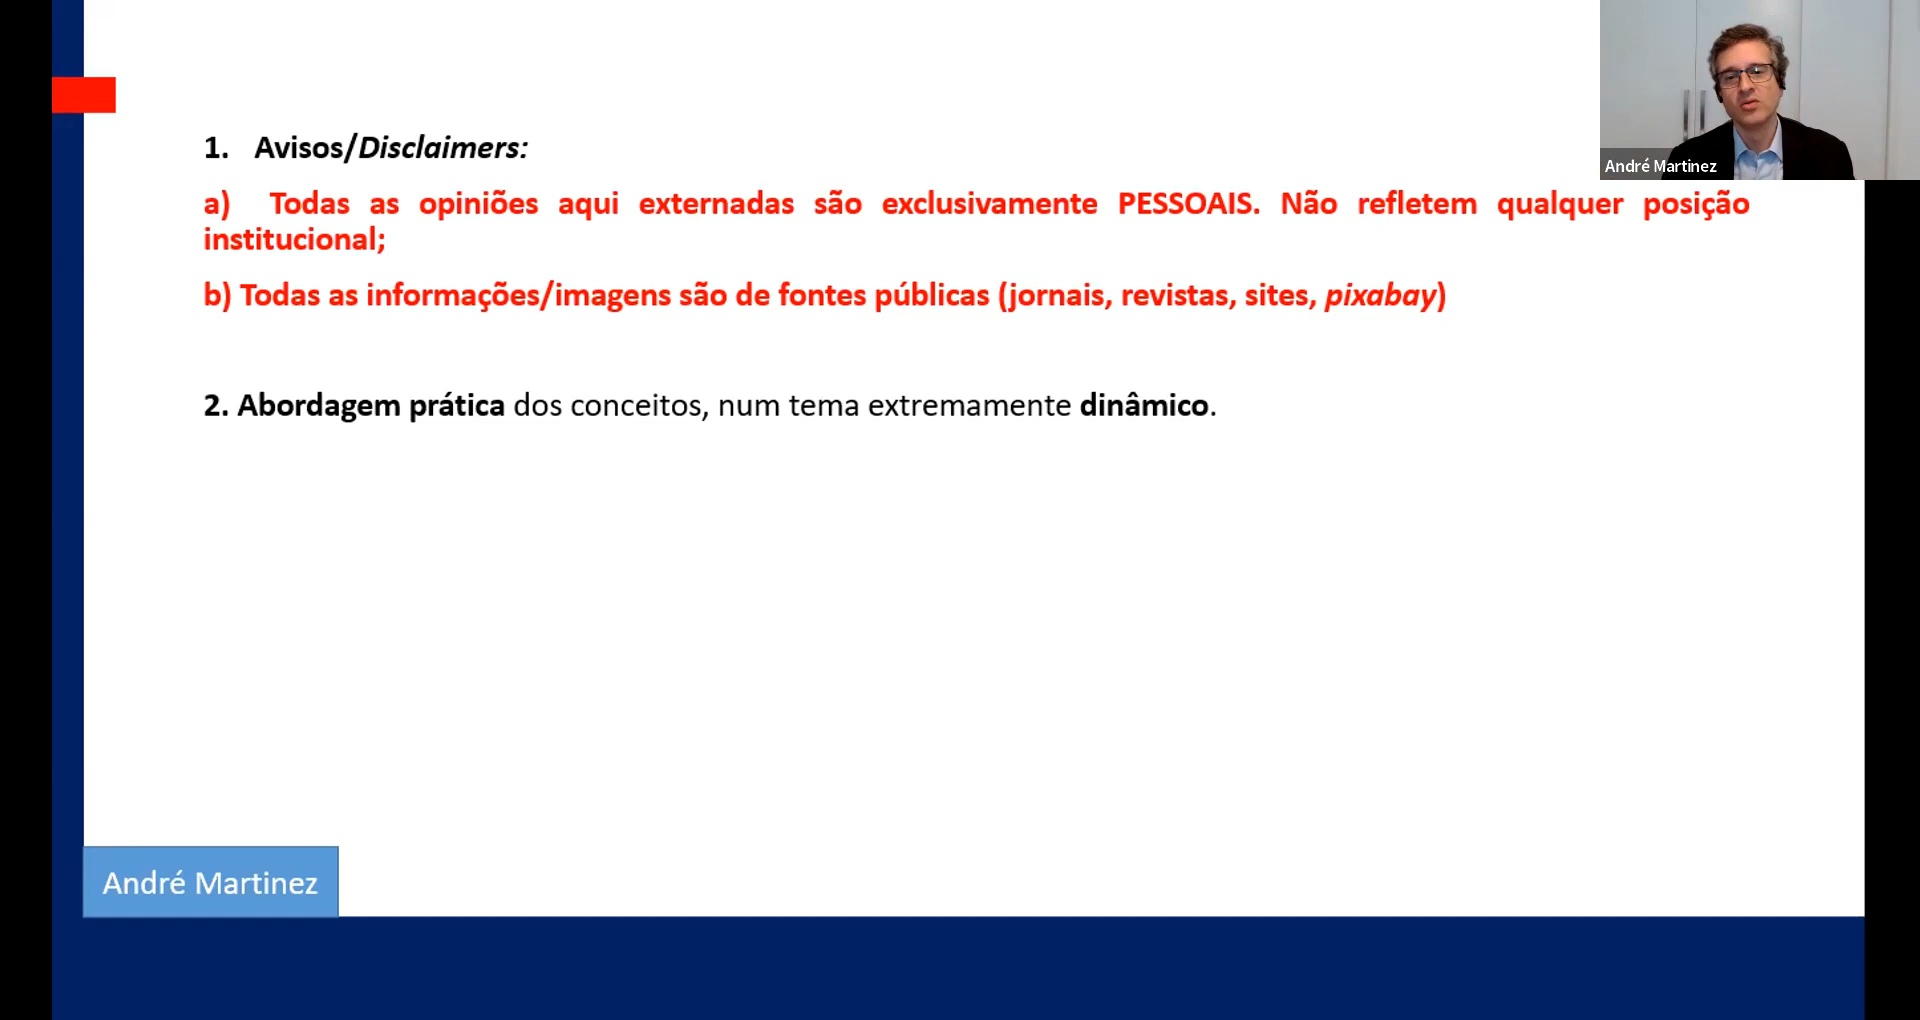 André Martinez
1. Avisos/Disclaimers:
a) Todas as opiniões aqui externadas são exclusivamente PESSOAIS. Não refletem qualquer posição
institucional;
b) Todas as informações/imagens são de fontes públicas (jornais, revistas, sites, pixabay)
2. Abordagem prática dos conceitos, num tema extremamente dinâmico.
André Martinez